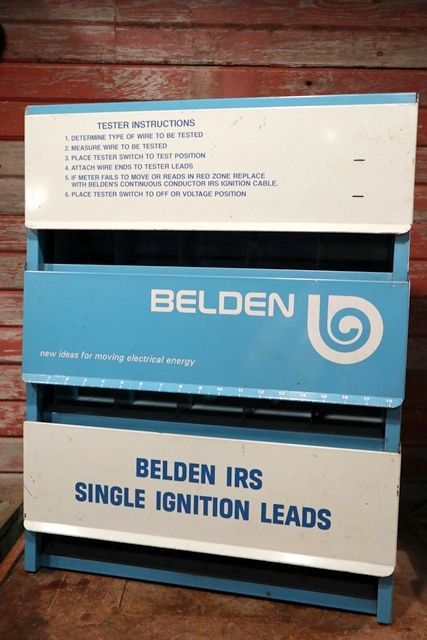 TESTER INSTRUCTIONS
1. DETERMINE TYPE OF WIRE TO BE TESTED
2. MEASURE WIRE TO BE TESTED
3. PLACE TESTER SWITCH TO TEST POSITION
4. ATTACH WIRE ENDS TO TESTER LEADS
5. IF METER FAILS TO MOVE OR READS IN RED ZONE REPLACE
WITH BELDEN'S CONTINUOUS CONDUCTOR IRS IGNITION CABLE.
6. PLACE TESTER SWITCH TO OFF OR VOLTAGE POSITION
BELDEN
new ideas for moving electrical energy
BELDEN IRS
SINGLE IGNITION LEADS